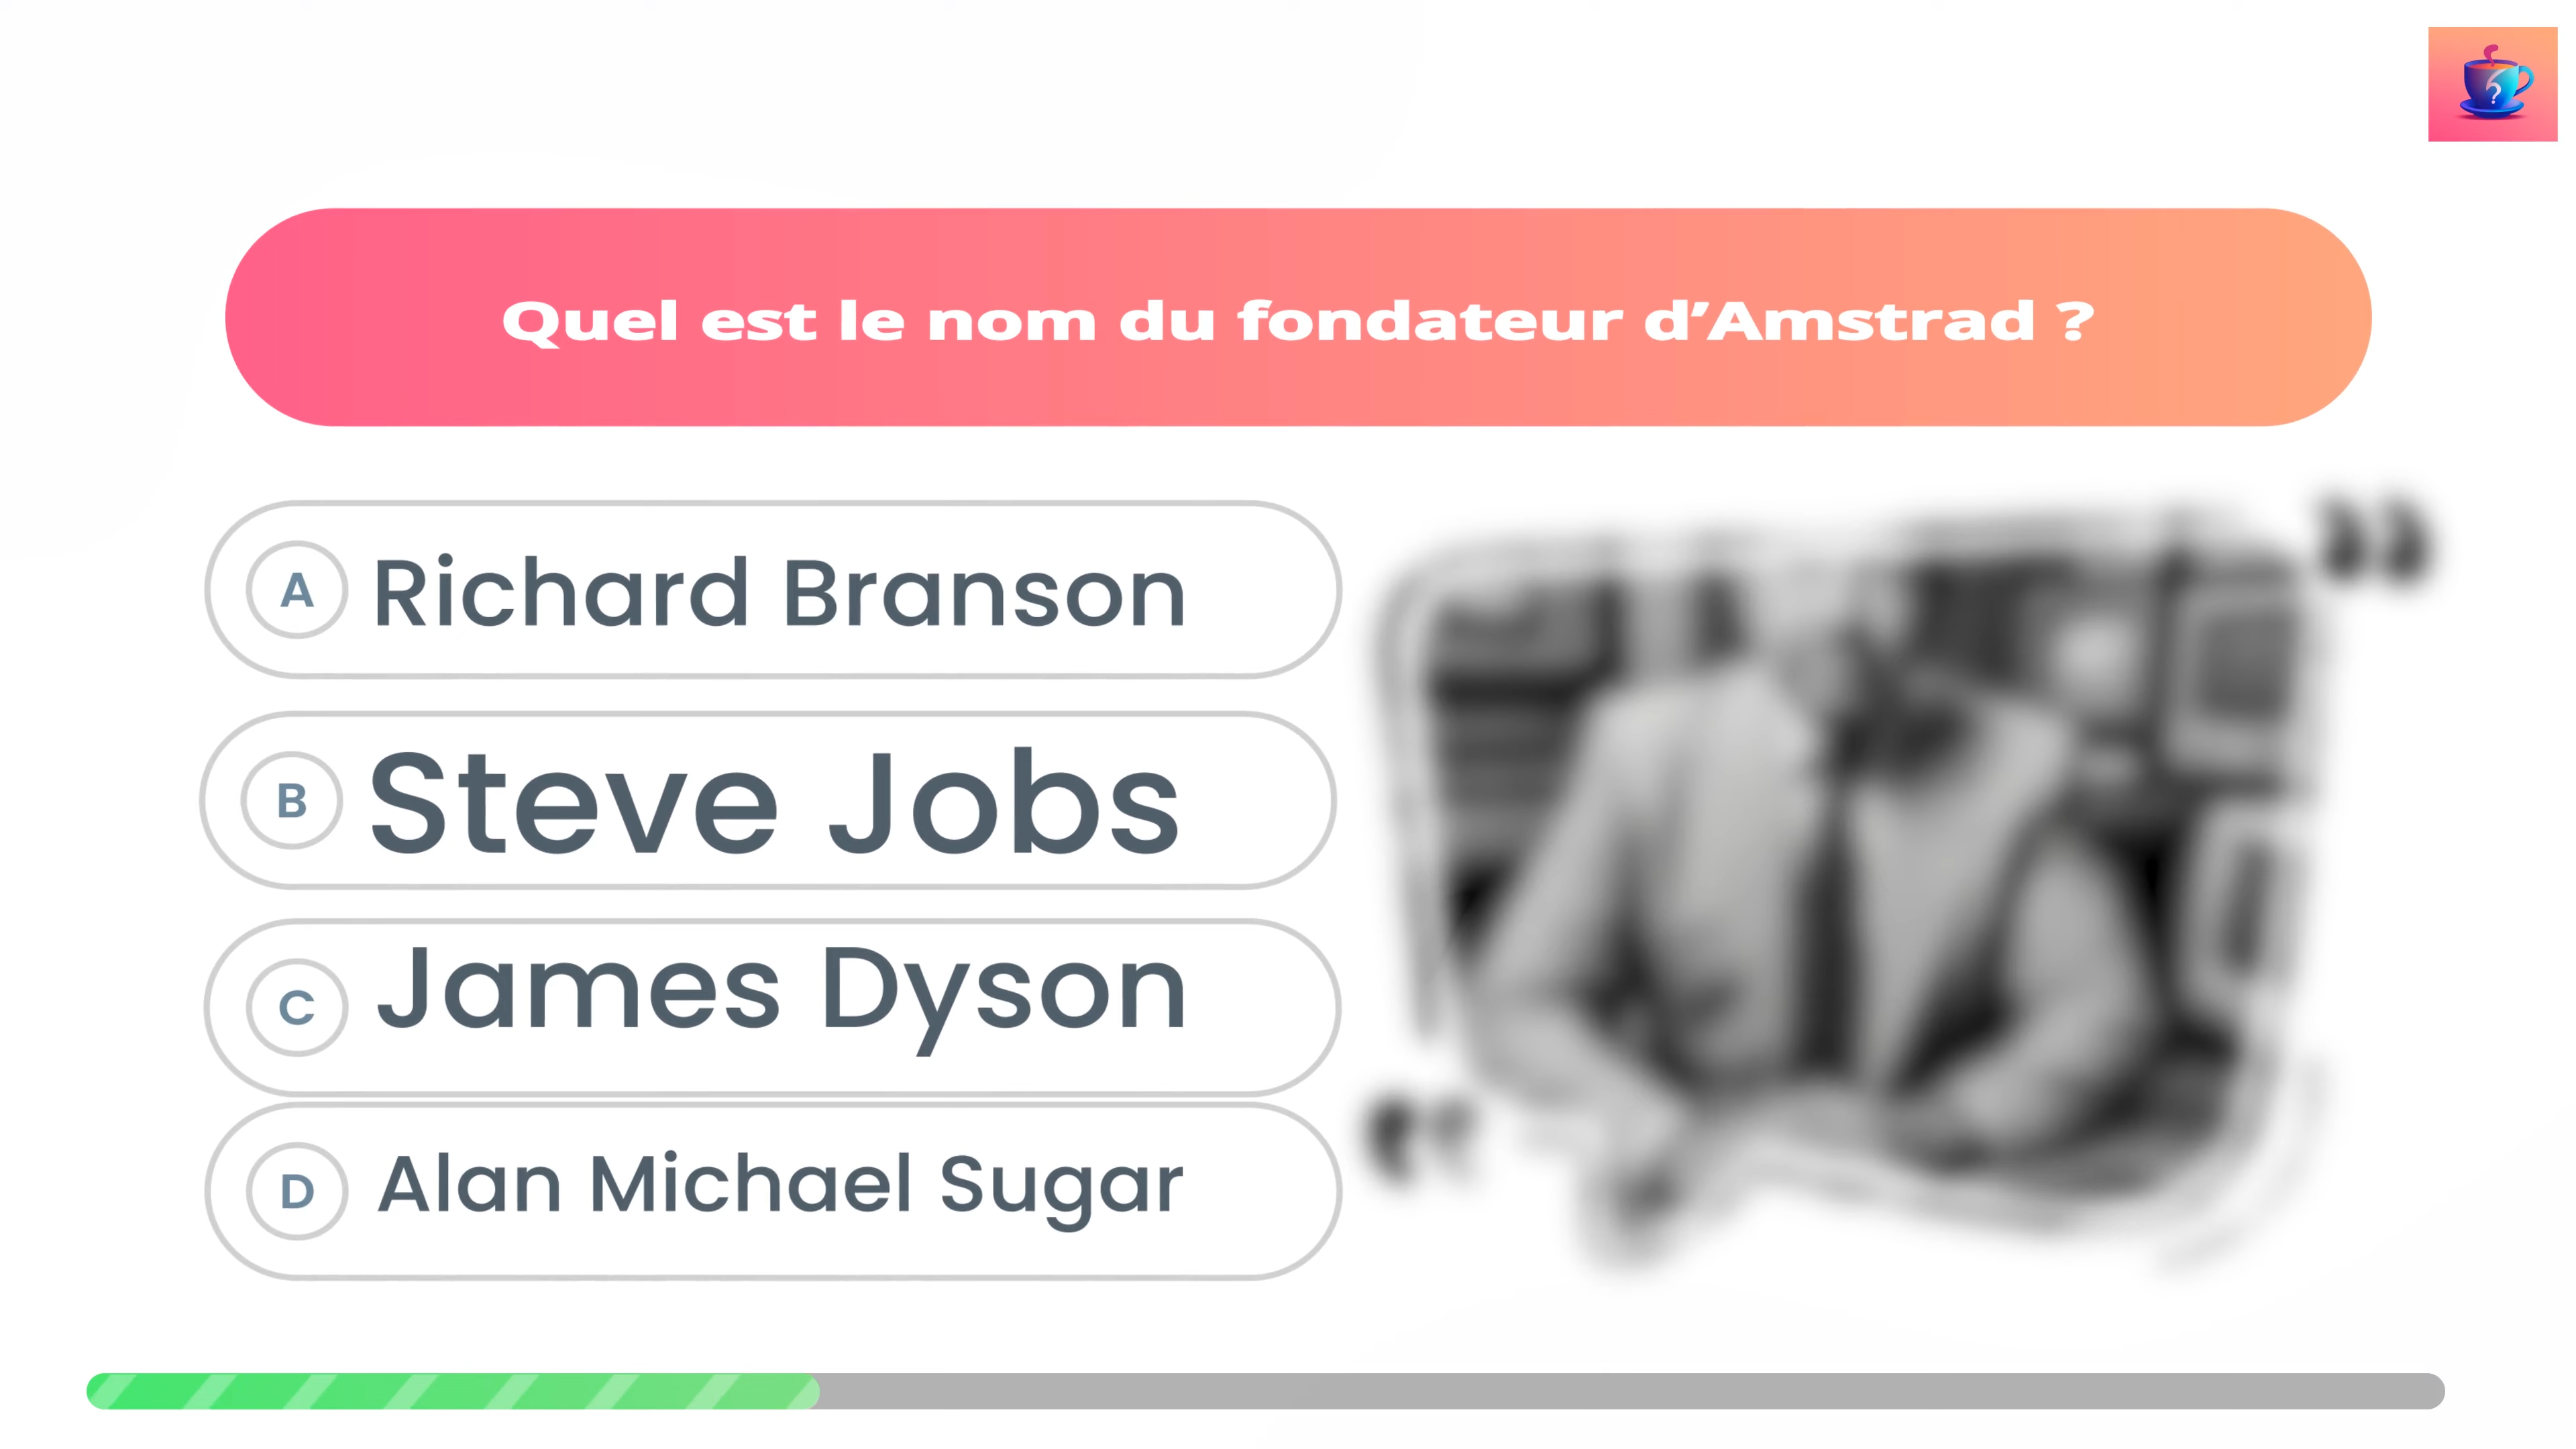 Quel est le nom du fondateur d’Amstrad ?
A Richard Branson
B Steve Jobs
C James Dyson
D Alan Michael Sugar